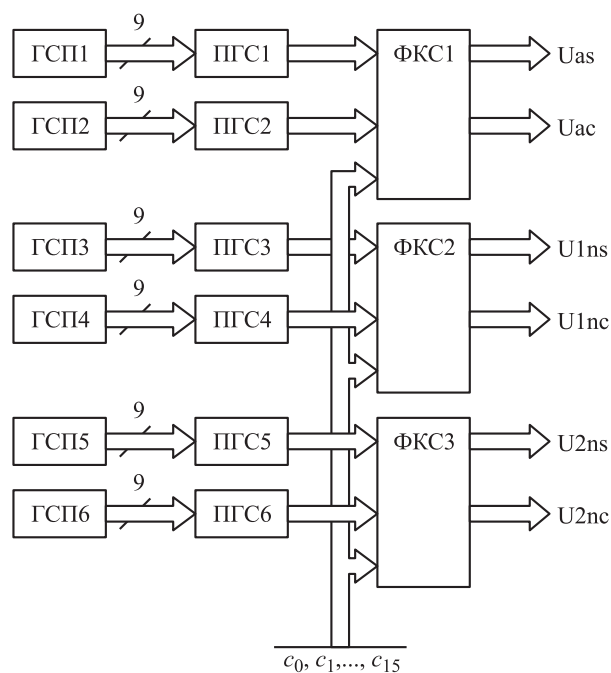 9
ГСП1 ПГС1 ФКС1 Uas
9
ГСП2 ПГС2 Uac
9
ГСП3 ПГС3 ФКС2 U1ns
9
ГСП4 ПГС4 U1nc
9
ГСП5 ПГС5 ФКС3 U2ns
9
ГСП6 ПГС6 U2nc
c₀, c₁,..., c₁₅